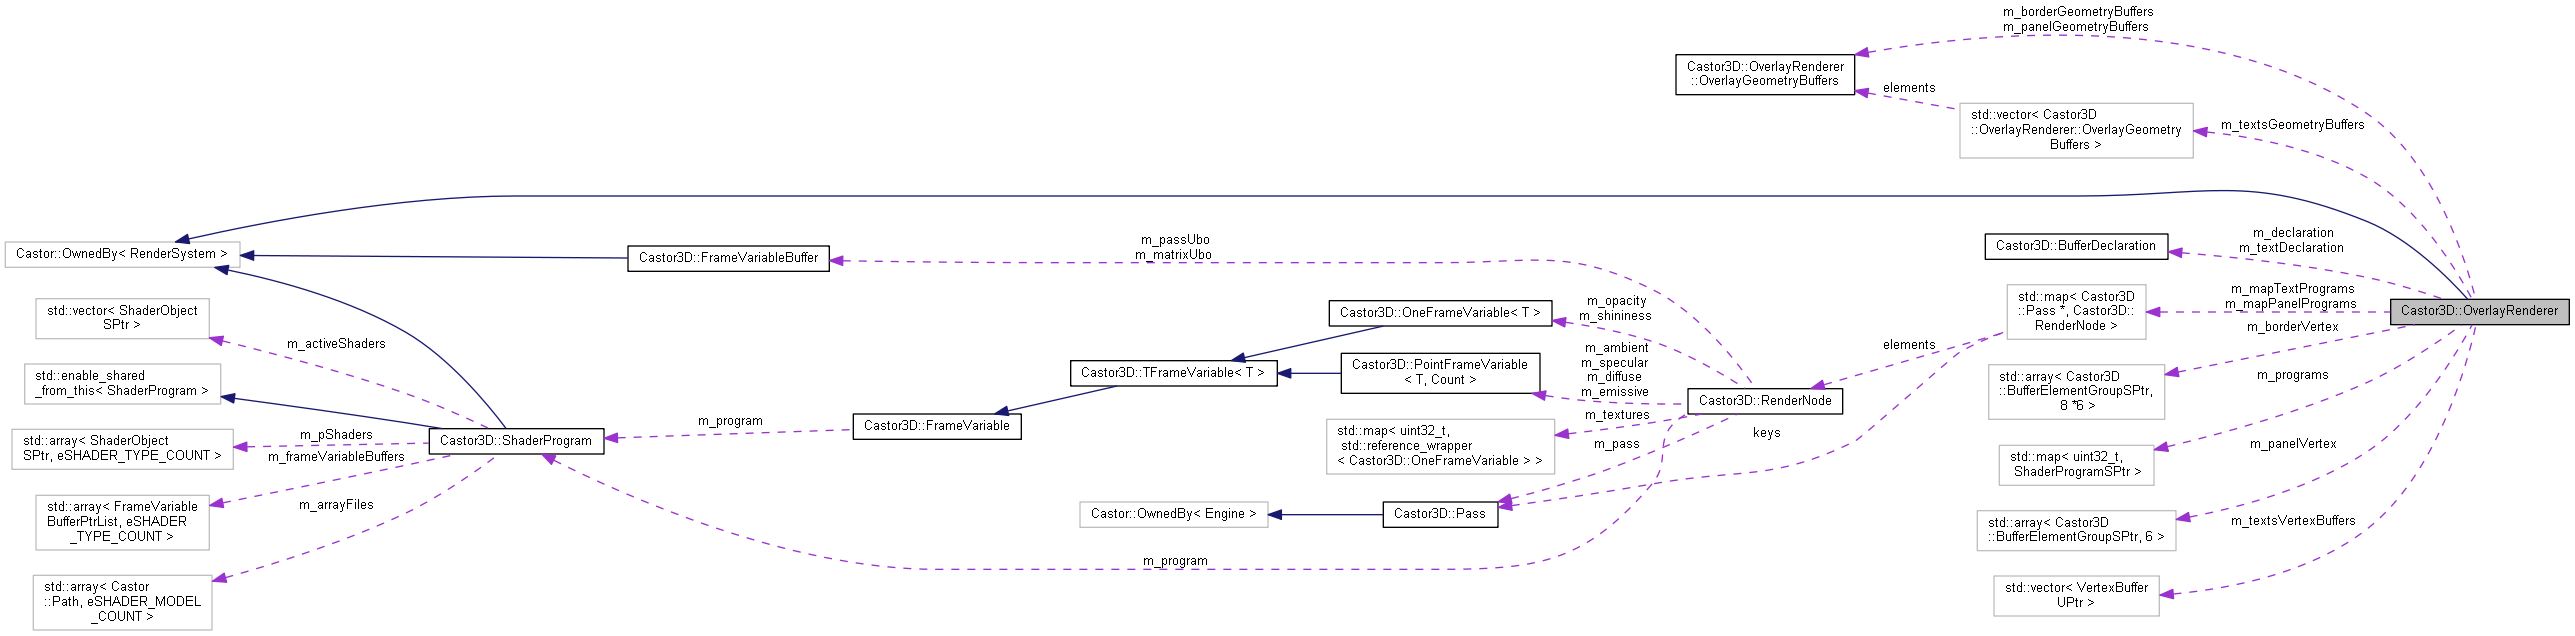 m_borderGeometryBuffers
m_panelGeometryBuffers
Castor3D::OverlayRenderer
::OverlayGeometryBuffers
elements
std::vector< Castor3D
::OverlayRenderer::OverlayGeometry
Buffers >
m_textsGeometryBuffers
Castor::OwnedBy< RenderSystem >
Castor3D::FrameVariableBuffer
m_passUbo
m_matrixUbo
Castor3D::BufferDeclaration
m_declaration
m_textDeclaration
std::vector< ShaderObject
SPtr >
m_activeShaders
Castor3D::OneFrameVariable< T >
m_opacity
m_shininess
std::map< Castor3D
::Pass *, Castor3D::
RenderNode >
m_mapTextPrograms
m_mapPanelPrograms
Castor3D::OverlayRenderer
m_borderVertex
std::enable_shared
_from_this< ShaderProgram >
Castor3D::TFrameVariable< T >
Castor3D::PointFrameVariable
< T, Count >
m_ambient
m_specular
m_diffuse
m_emissive
elements
std::array< Castor3D
::BufferElementGroupSPtr,
8 *6 >
m_programs
std::array< ShaderObject
SPtr, eSHADER_TYPE_COUNT >
m_pShaders
m_frameVariableBuffers
Castor3D::ShaderProgram
m_program
Castor3D::FrameVariable
std::map< uint32_t,
std::reference_wrapper
< Castor3D::OneFrameVariable > >
m_textures
m_pass
Castor3D::RenderNode
keys
std::map< uint32_t,
ShaderProgramSPtr >
m_panelVertex
std::array< FrameVariable
BufferPtrList, eSHADER
_TYPE_COUNT >
m_arrayFiles
Castor::OwnedBy< Engine >
Castor3D::Pass
std::array< Castor3D
::BufferElementGroupSPtr, 6 >
m_textsVertexBuffers
m_program
std::array< Castor
::Path, eSHADER_MODEL
_COUNT >
std::vector< VertexBuffer
UPtr >